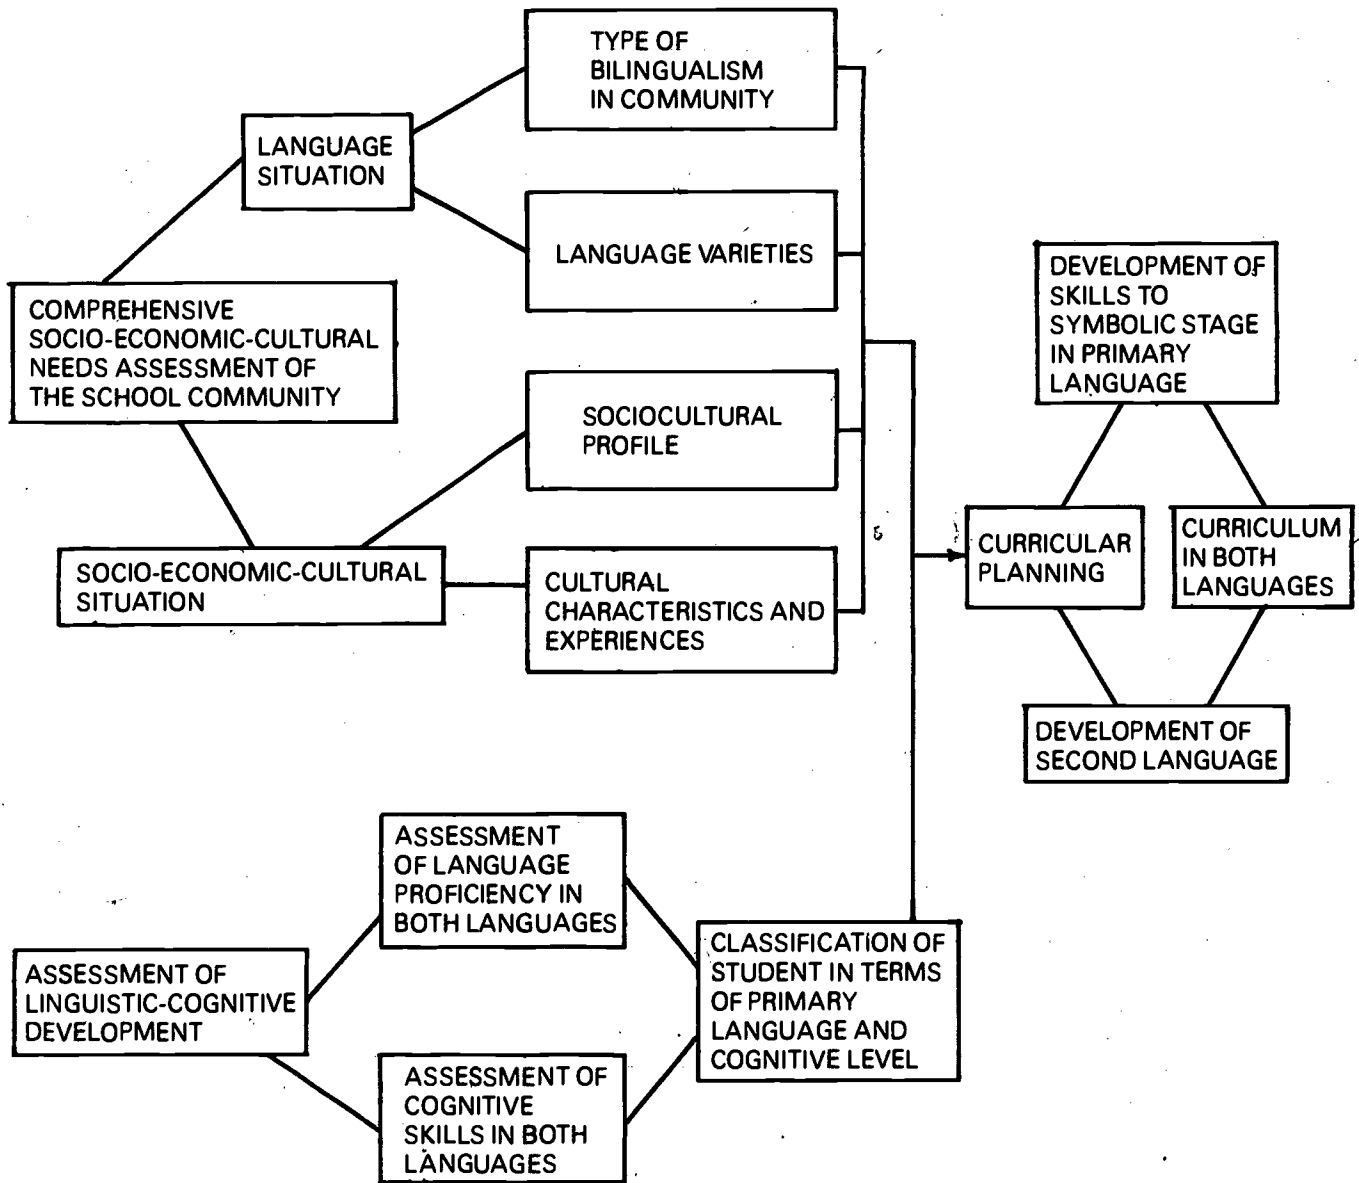 TYPE OF
BILINGUALISM
IN COMMUNITY
LANGUAGE
SITUATION
LANGUAGE VARIETIES
COMPREHENSIVE
SOCIO-ECONOMIC-CULTURAL
NEEDS ASSESSMENT OF
THE SCHOOL COMMUNITY
SOCIOCULTURAL
PROFILE
SOCIO-ECONOMIC-CULTURAL
SITUATION
CULTURAL
CHARACTERISTICS AND
EXPERIENCES
DEVELOPMENT OF
SKILLS TO
SYMBOLIC STAGE
IN PRIMARY
LANGUAGE
CURRICULAR
PLANNING
CURRICULUM
IN BOTH
LANGUAGES
DEVELOPMENT OF
SECOND LANGUAGE
ASSESSMENT
OF LANGUAGE
PROFICIENCY IN
BOTH LANGUAGES
ASSESSMENT OF
LINGUISTIC-COGNITIVE
DEVELOPMENT
ASSESSMENT OF
COGNITIVE
SKILLS IN BOTH
LANGUAGES
CLASSIFICATION OF
STUDENT IN TERMS
OF PRIMARY
LANGUAGE AND
COGNITIVE LEVEL